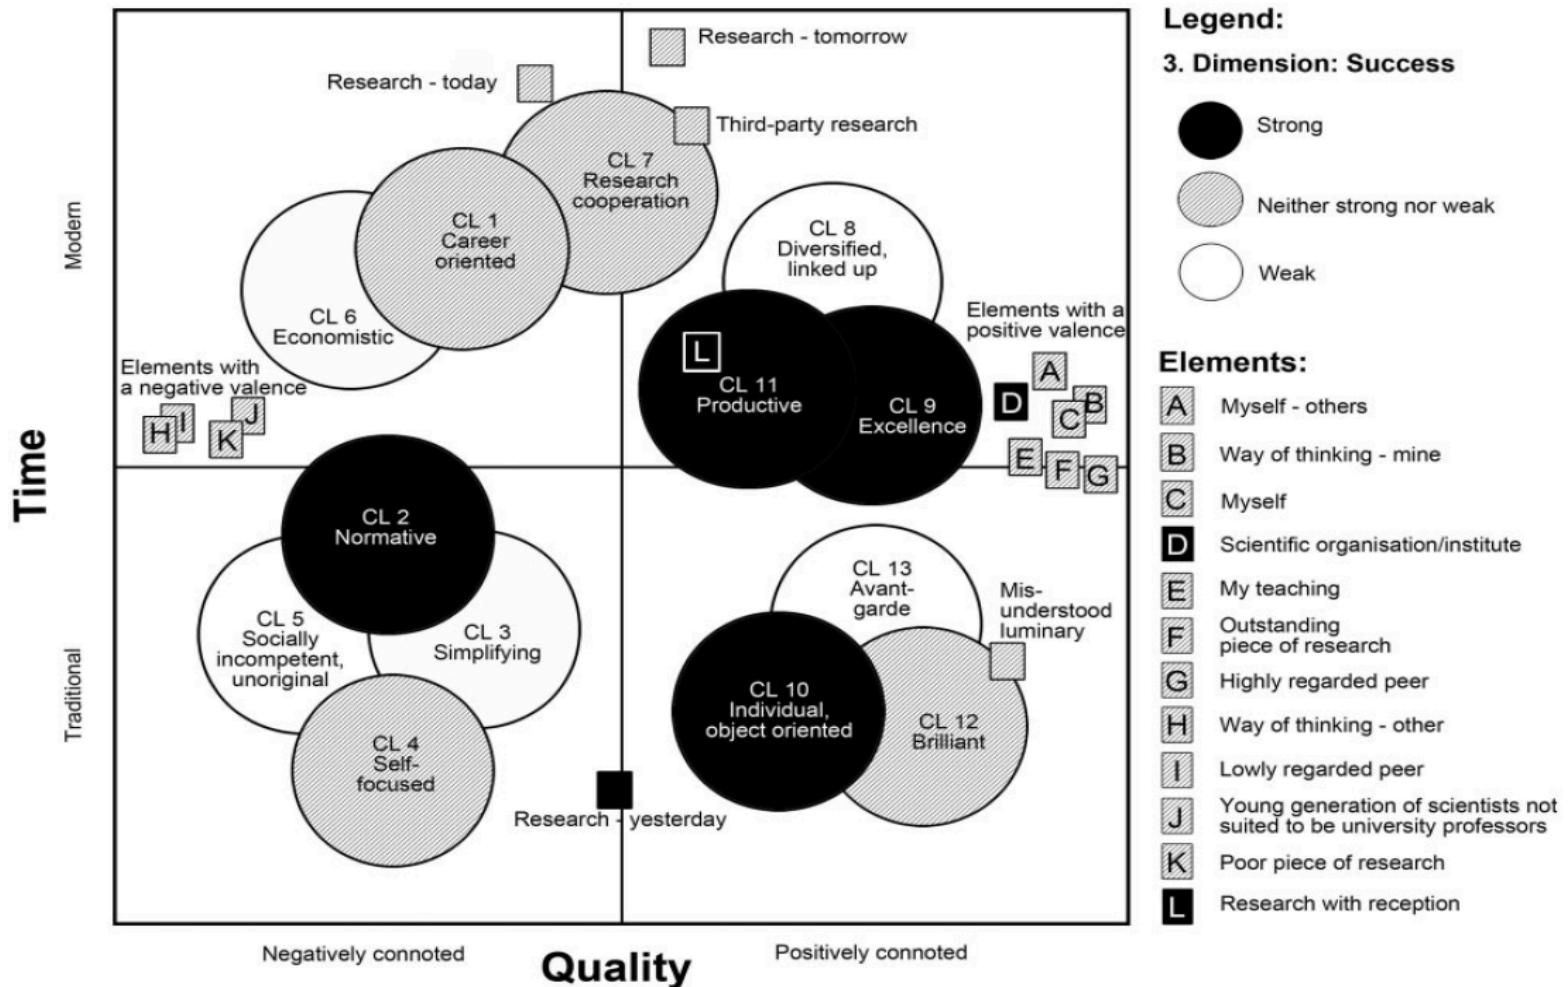 Research - tomorrow
Research - today
Third-party research
CL 7
Research
cooperation
CL 1
Career
oriented
CL 8
Diversified,
linked up
CL 6
Economistic
Elements with a
positive valence
Elements with
a negative valence
L
CL 11
Productive
CL 9
Excellence
A
D
B
C
E
F
G
H
I
J
K
CL 2
Normative
CL 5
Socially
incompetent,
unoriginal
CL 3
Simplifying
CL 4
Self-
focused
CL 13
Avant-
garde
Mis-
understood
luminary
CL 10
Individual,
object oriented
CL 12
Brilliant
Research - yesterday
Modern
Time
Traditional
Negatively connoted
Quality
Positively connoted
Legend:
3. Dimension: Success
Strong
Neither strong nor weak
Weak
Elements:
A Myself - others
B Way of thinking - mine
C Myself
D Scientific organisation/institute
E My teaching
F Outstanding
piece of research
G Highly regarded peer
H Way of thinking - other
I Lowly regarded peer
J Young generation of scientists not
suited to be university professors
K Poor piece of research
L Research with reception